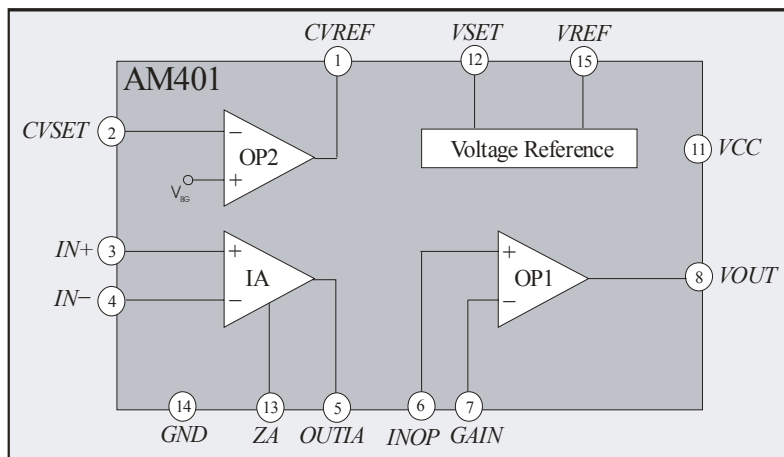 CVREF VSET VREF
1 12 15
AM401
CVSET 2
− OP2 +
V_BG
Voltage Reference
11 VCC
IN+ 3
+ IA −
IN− 4
+ OP1 −
8 VOUT
14 13 5 6 7
GND ZA OUTIA INOP GAIN